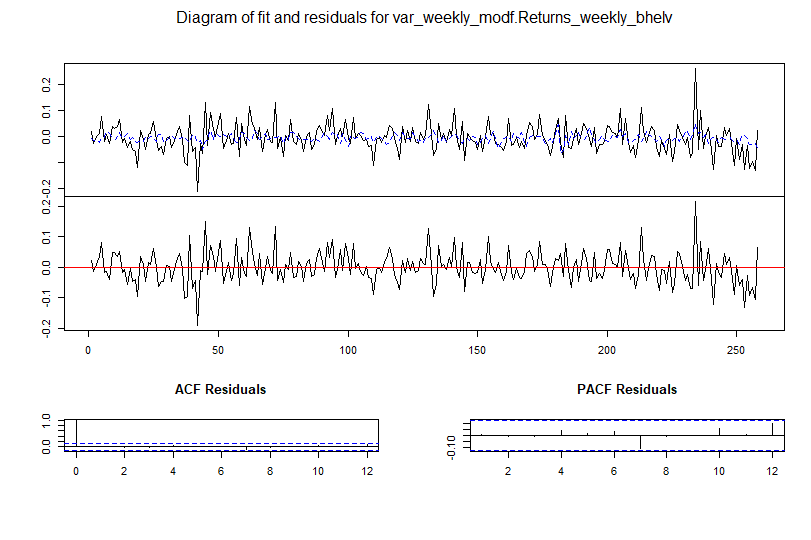 Diagram of fit and residuals for var_weekly_modf.Returns_weekly_bhelv
0.2
0.1
0.0
-0.2
0.2
0.1
0.0
-0.1
-0.2
0 50 100 150 200 250
ACF Residuals PACF Residuals
1.0
0.0
-0.10
0 2 4 6 8 10 12
2 4 6 8 10 12